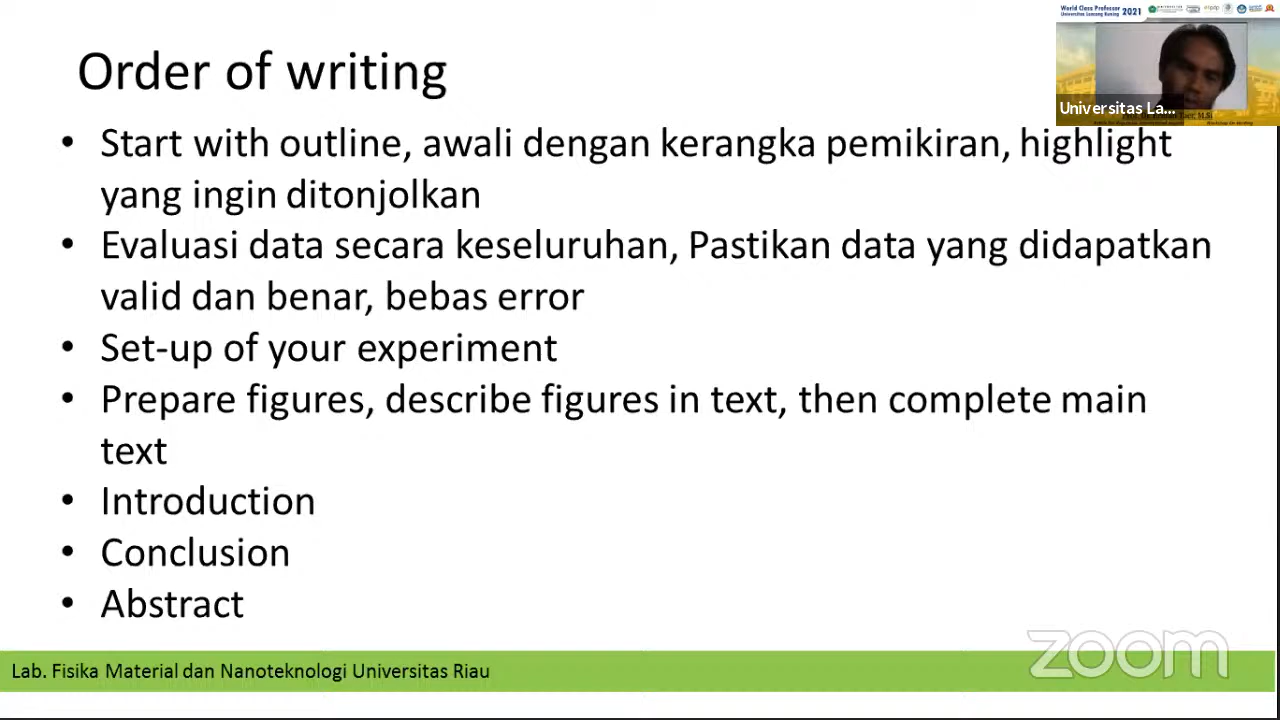 World Class Professor
Universitas Lancang Kuning 2021
Order of writing
Universitas La...
• Start with outline, awali dengan kerangka pemikiran, highlight
yang ingin ditonjolkan
• Evaluasi data secara keseluruhan, Pastikan data yang didapatkan
valid dan benar, bebas error
• Set-up of your experiment
• Prepare figures, describe figures in text, then complete main
text
• Introduction
• Conclusion
• Abstract
zoom
Lab. Fisika Material dan Nanoteknologi Universitas Riau